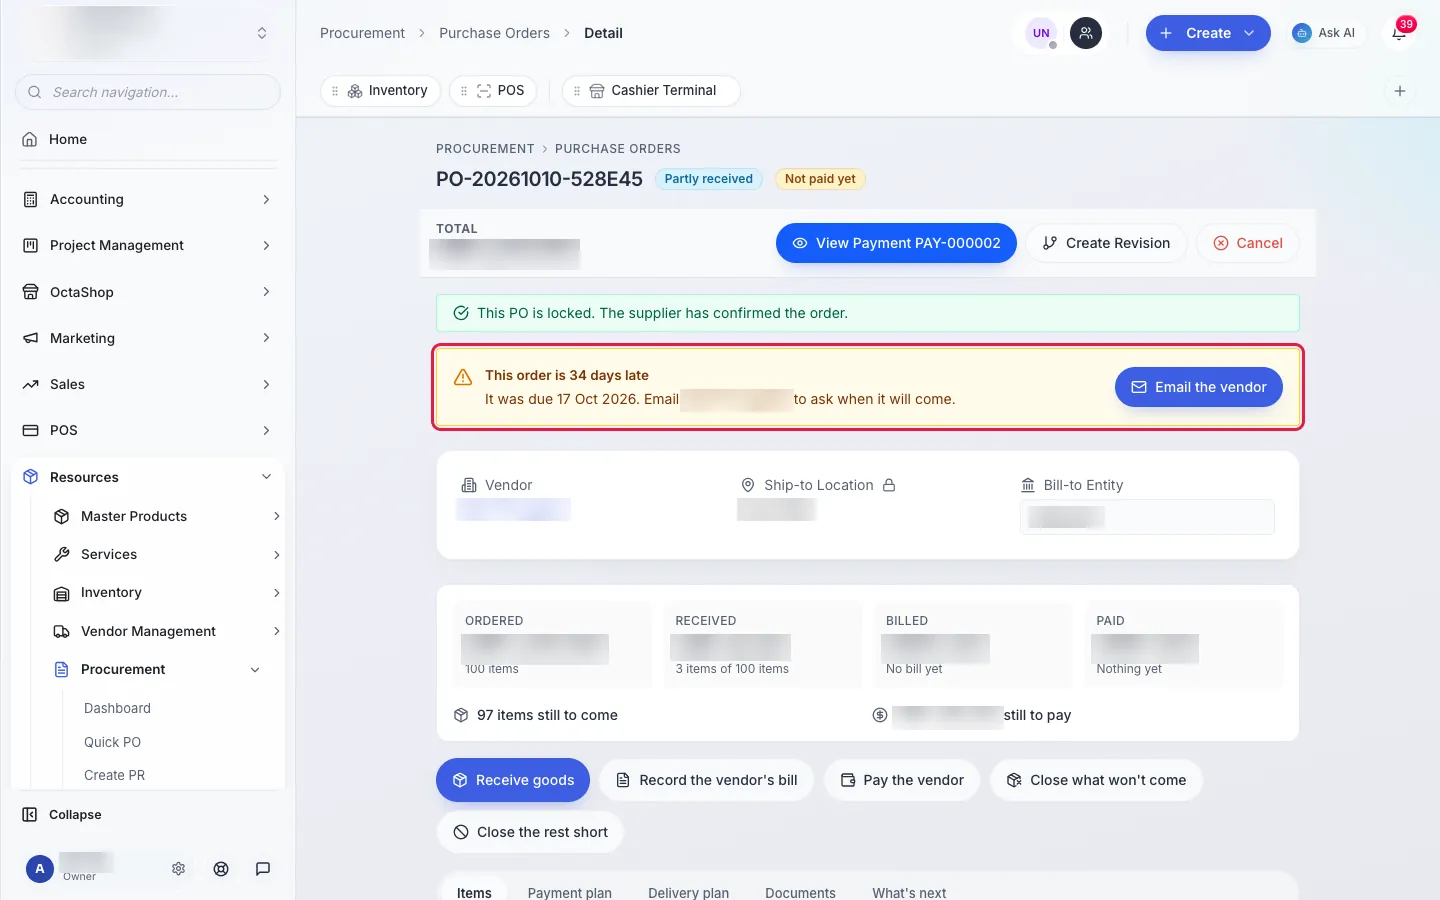 Procurement > Purchase Orders > Detail
UN
Create
Ask AI
39
Search navigation...
Inventory
POS
Cashier Terminal
Home
Accounting
Project Management
OctaShop
Marketing
Sales
POS
Resources
Master Products
Services
Inventory
Vendor Management
Procurement
Dashboard
Quick PO
Create PR
Collapse
A
Owner
PROCUREMENT > PURCHASE ORDERS
PO-20261010-528E45 Partly received Not paid yet
TOTAL
View Payment PAY-000002 Create Revision Cancel
This PO is locked. The supplier has confirmed the order.
This order is 34 days late
It was due 17 Oct 2026. Email to ask when it will come.
Email the vendor
Vendor Ship-to Location Bill-to Entity
ORDERED RECEIVED BILLED PAID
100 items 3 items of 100 items No bill yet Nothing yet
97 items still to come still to pay
Receive goods Record the vendor's bill Pay the vendor Close what won't come
Close the rest short
Items Payment plan Delivery plan Documents What's next